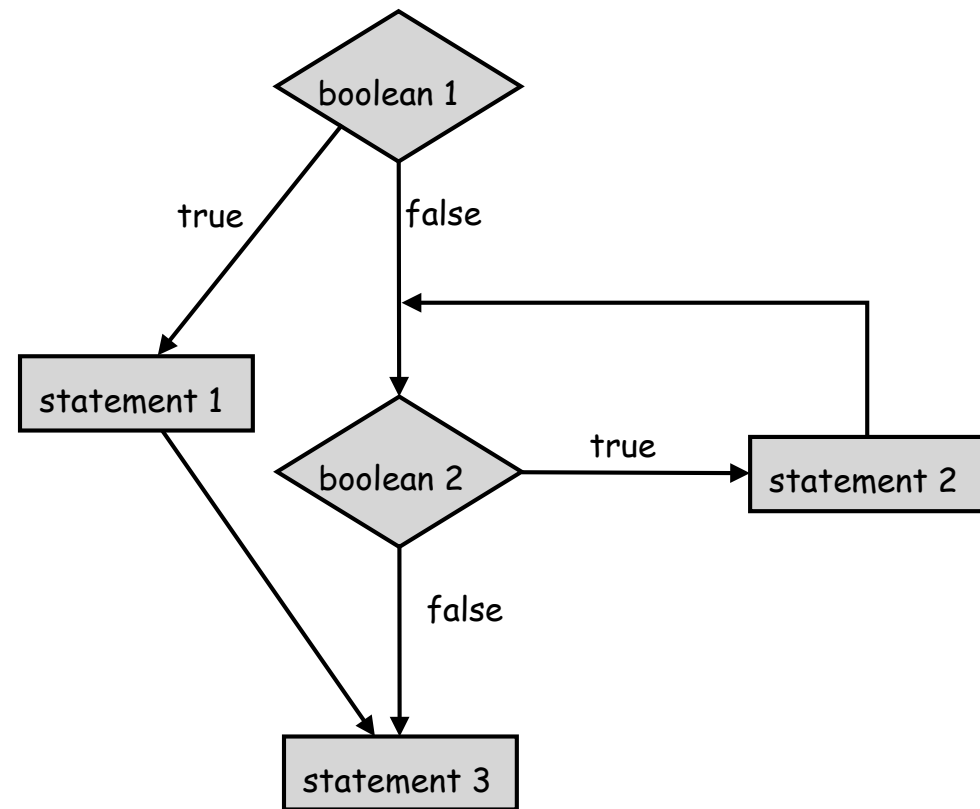 boolean 1
true
false
statement 1
boolean 2
true
statement 2
false
statement 3